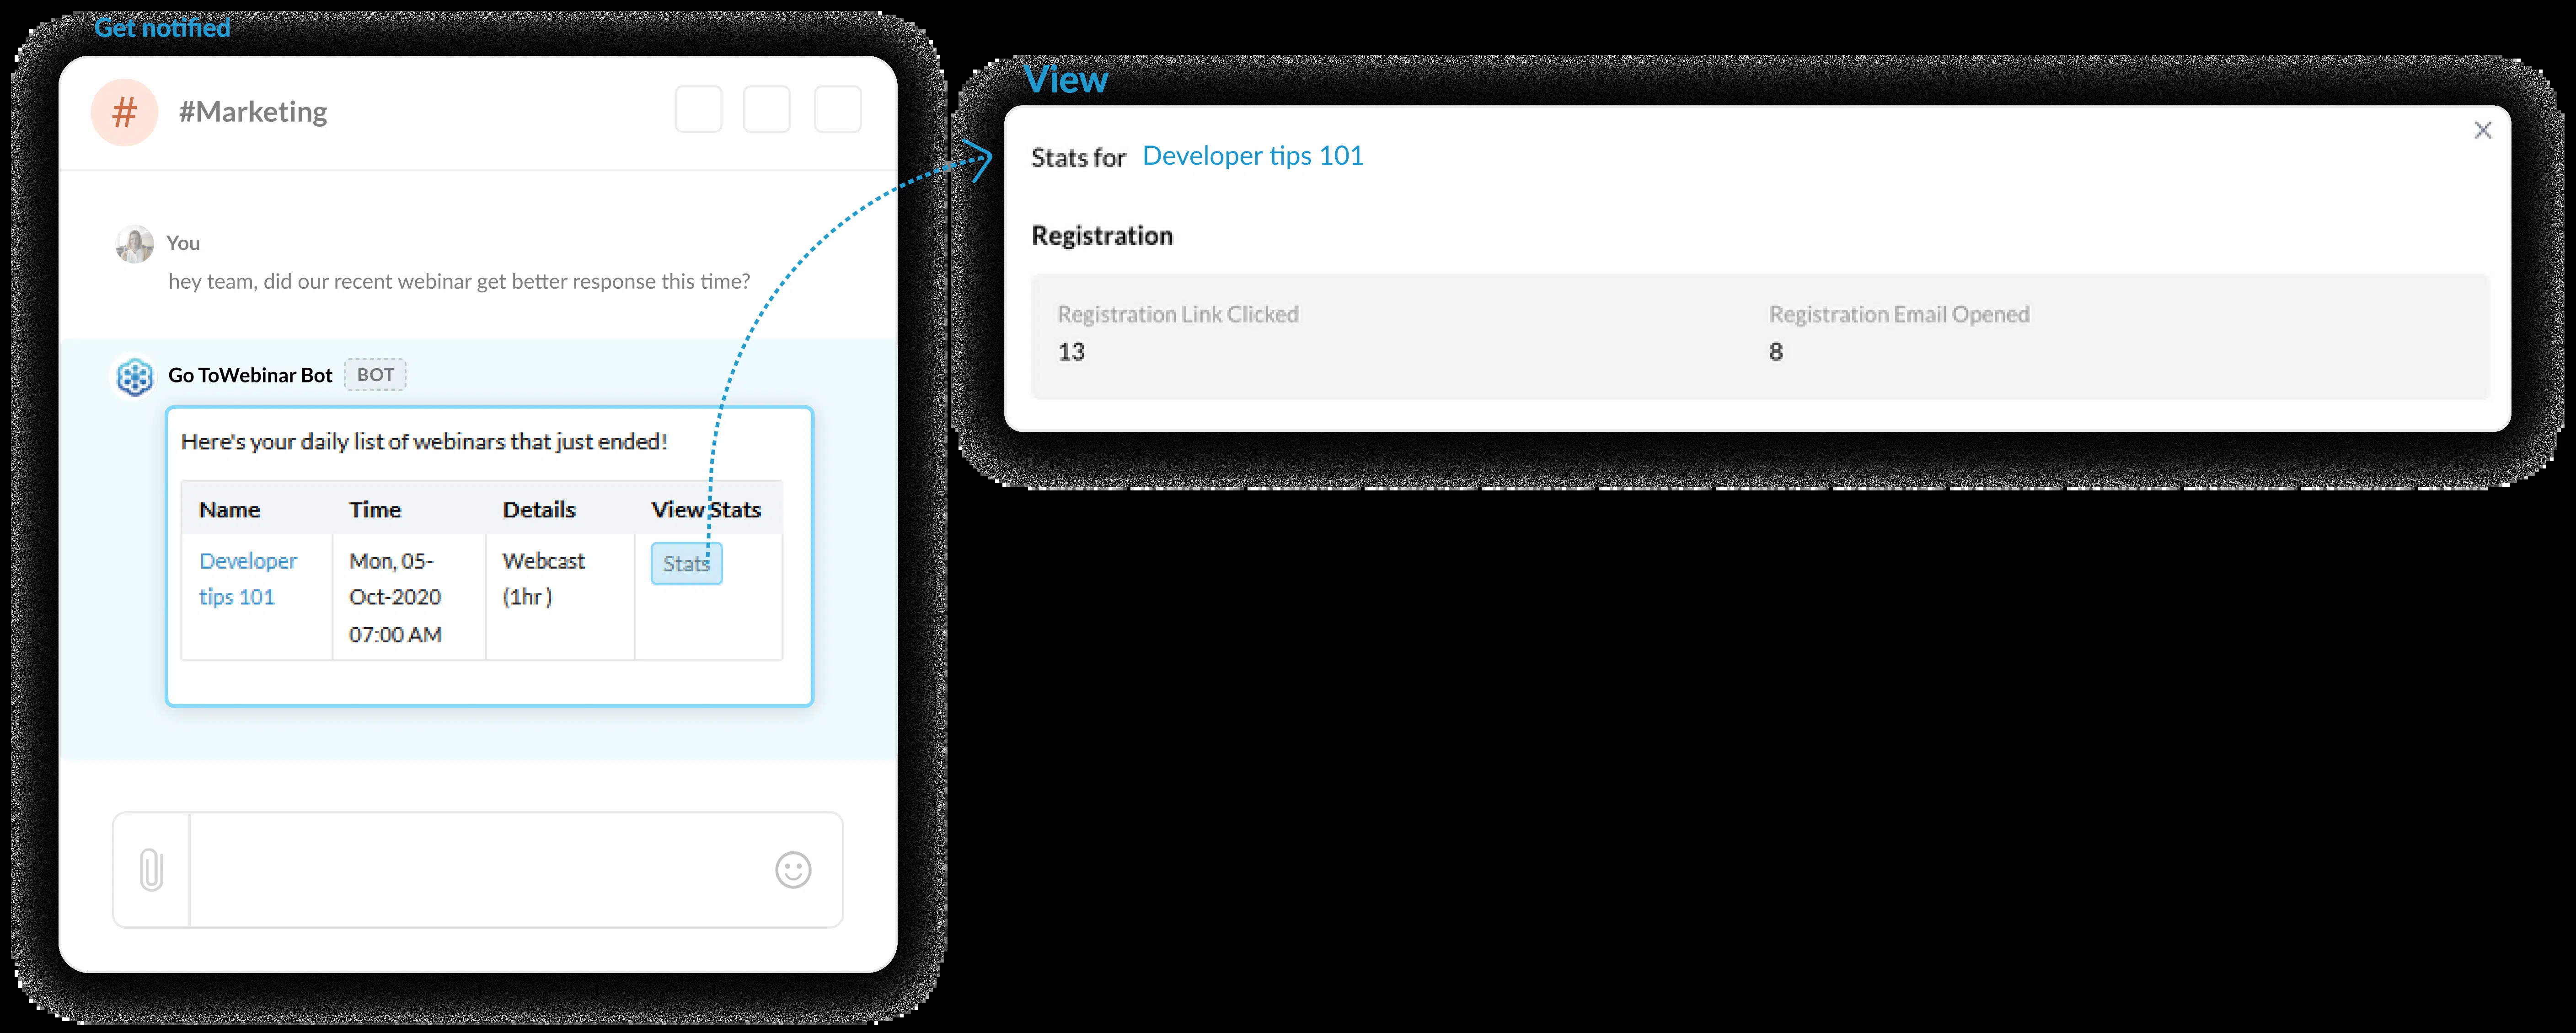 Get notified
# #Marketing
You
hey team, did our recent webinar get better response this time?
Go ToWebinar Bot BOT
Here's your daily list of webinars that just ended!
Name Time Details View Stats
Developer Mon, 05- Webcast Stats
tips 101 Oct-2020 (1hr )
07:00 AM
View
Stats for Developer tips 101
Registration
Registration Link Clicked Registration Email Opened
13 8